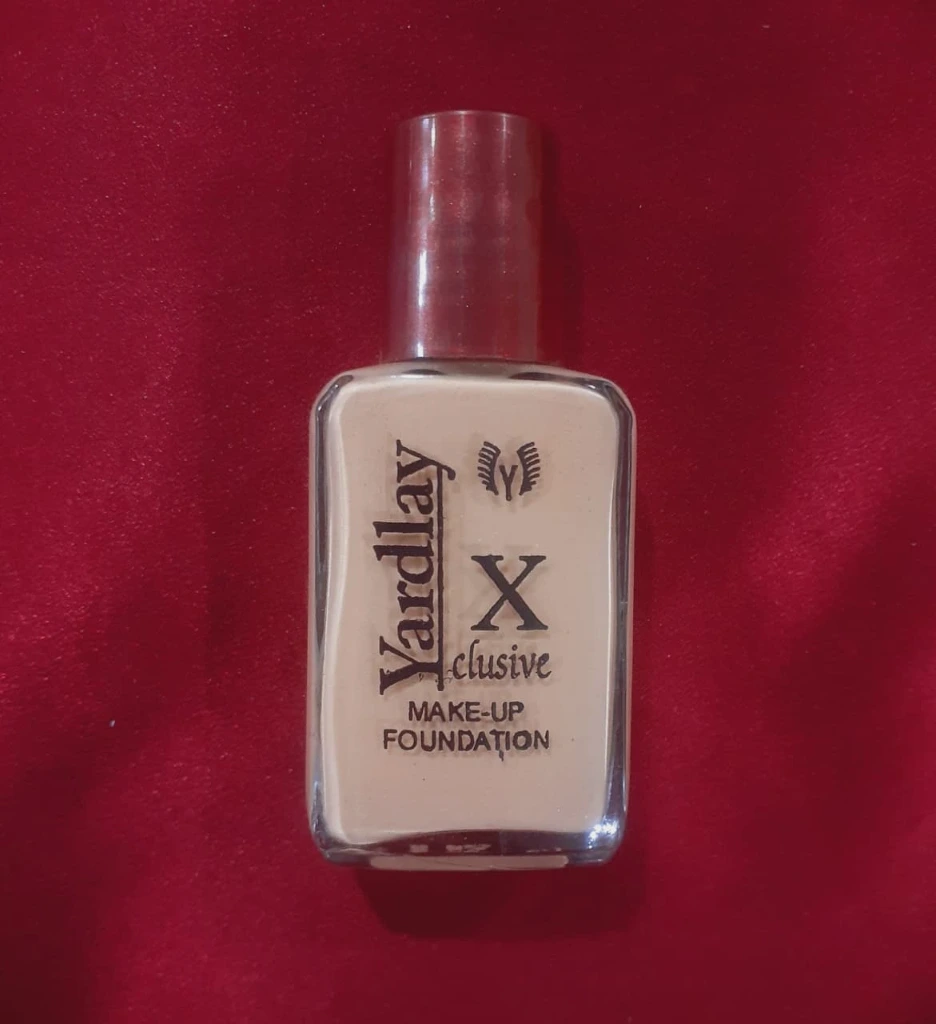 Yardlay
Y
X
clusive
MAKE-UP
FOUNDATION